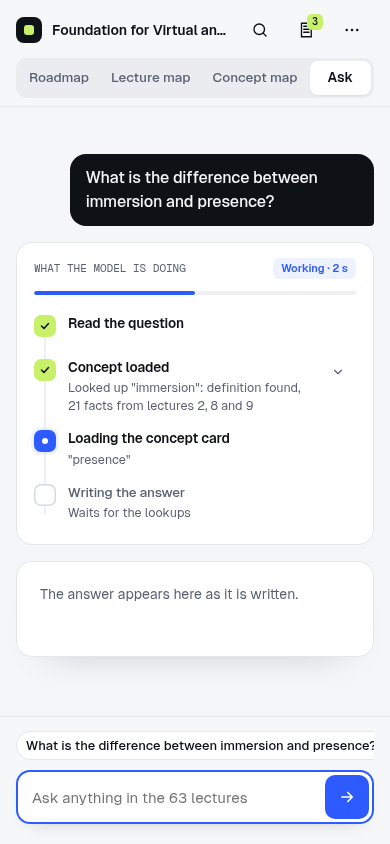 Foundation for Virtual an...
3
Roadmap
Lecture map
Concept map
Ask
What is the difference between
immersion and presence?
WHAT THE MODEL IS DOING
Working · 2 s
Read the question
Concept loaded
Looked up "immersion": definition found,
21 facts from lectures 2, 8 and 9
Loading the concept card
"presence"
Writing the answer
Waits for the lookups
The answer appears here as it is written.
What is the difference between immersion and presence?
Ask anything in the 63 lectures